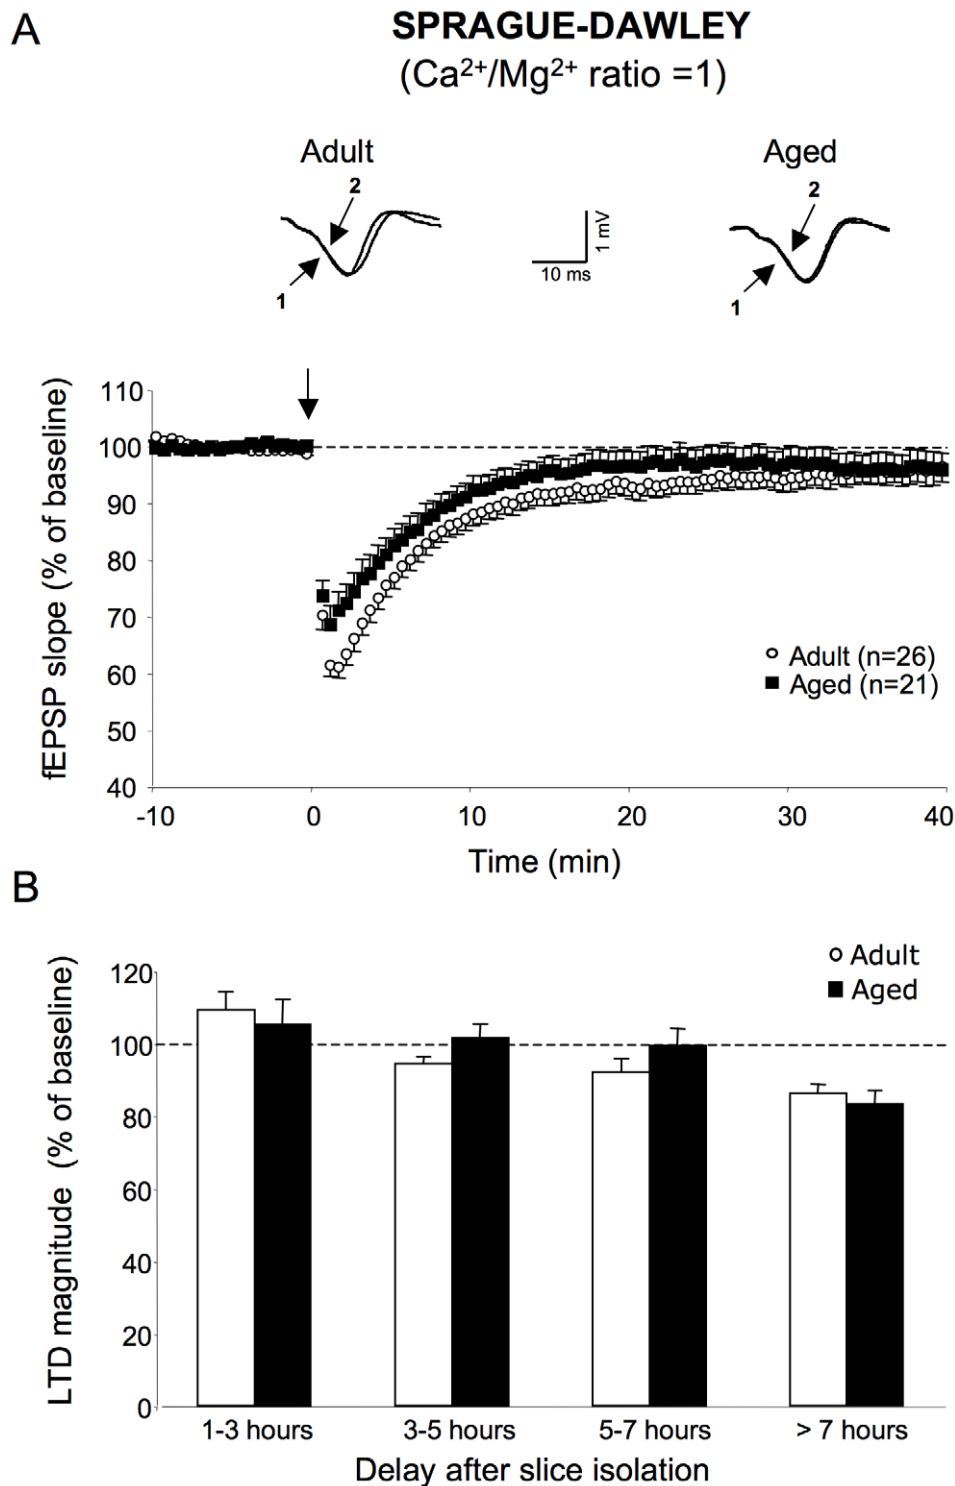 A
SPRAGUE-DAWLEY
(Ca²⁺/Mg²⁺ ratio =1)
Adult
Aged
2
2
1 mV
10 ms
1
1
fEPSP slope (% of baseline)
110
100
90
80
70
60
50
40
Adult (n=26)
Aged (n=21)
-10
0
10
20
30
40
Time (min)
B
LTD magnitude (% of baseline)
120
100
80
60
40
20
0
Adult
Aged
1-3 hours
3-5 hours
5-7 hours
> 7 hours
Delay after slice isolation